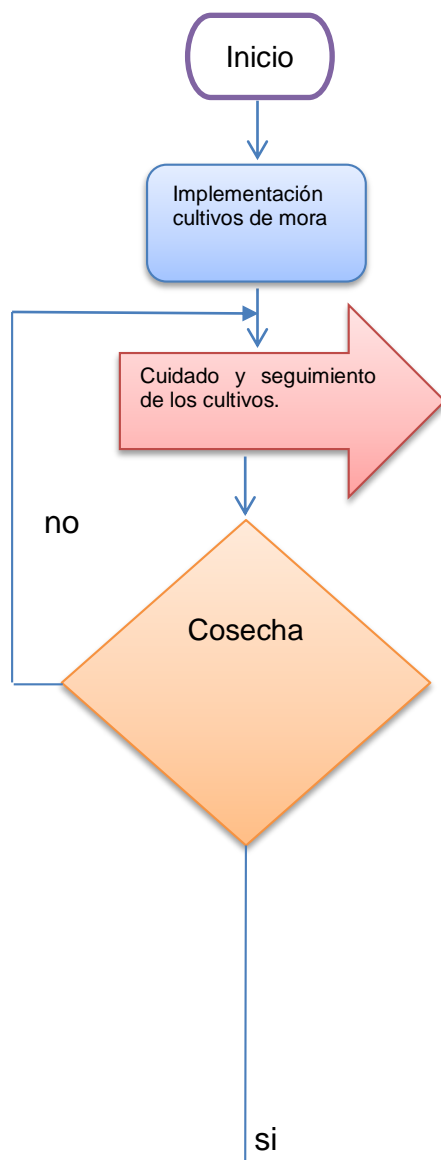 Inicio
Implementación
cultivos de mora
Cuidado y seguimiento
de los cultivos.
no
Cosecha
si